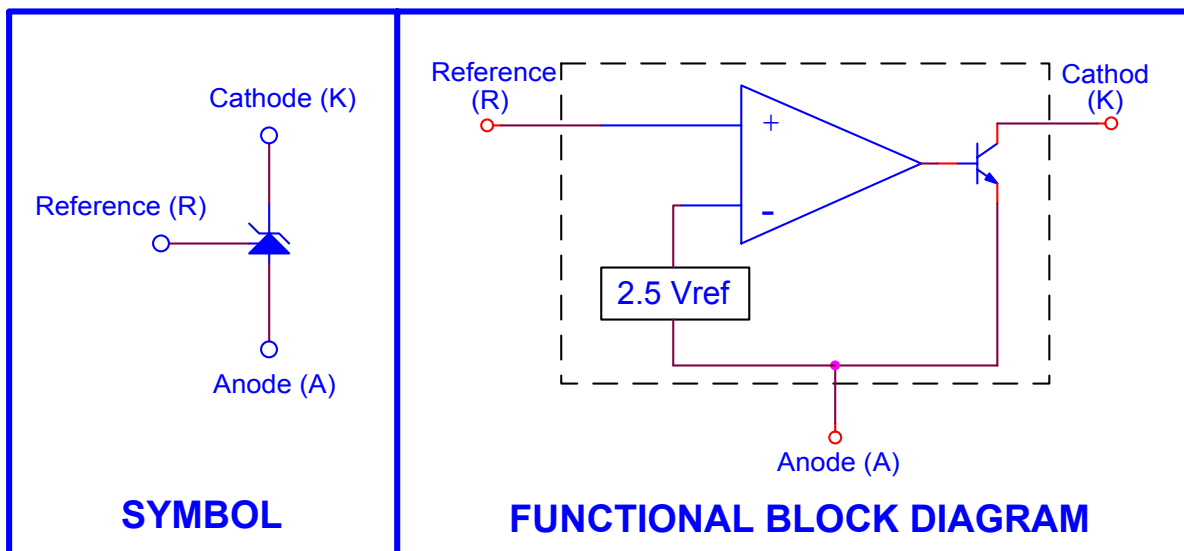 Cathode (K)
Reference (R)
Anode (A)
SYMBOL
Reference
(R)
Cathod
(K)
+
-
2.5 Vref
Anode (A)
FUNCTIONAL BLOCK DIAGRAM